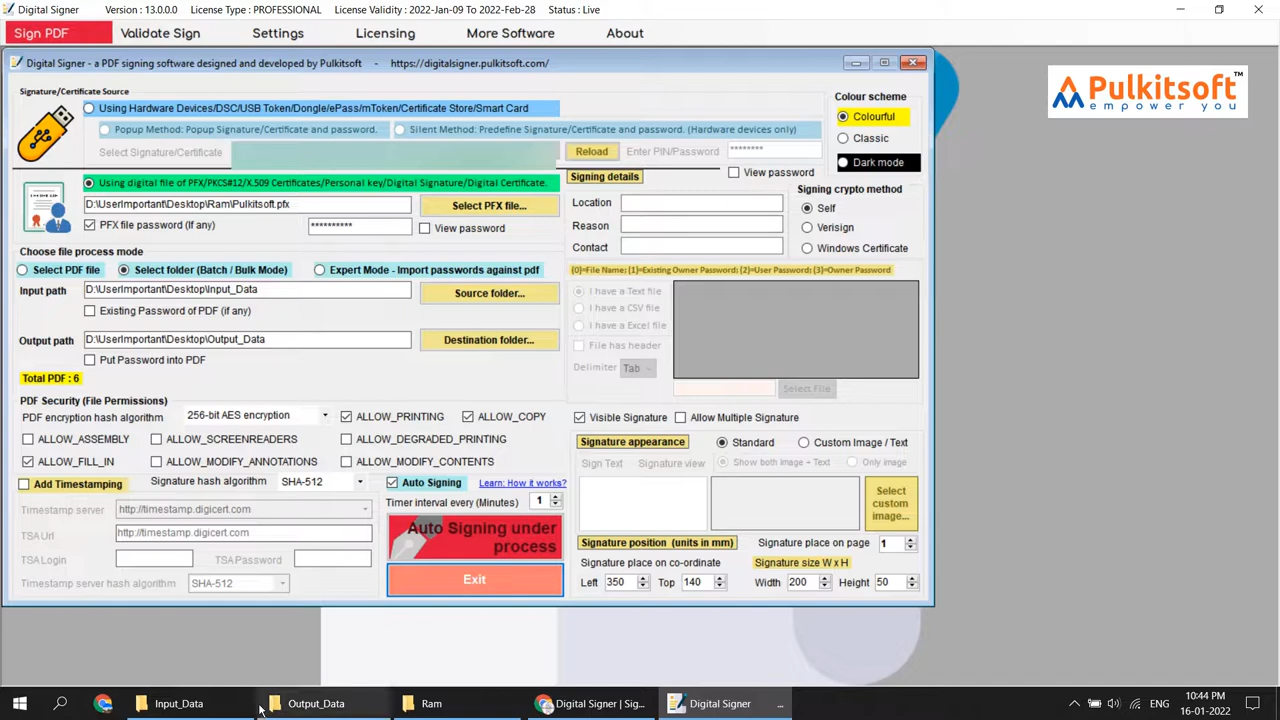 Digital Signer Version : 13.0.0.0 License Type : PROFESSIONAL License Validity : 2022-Jan-09 To 2022-Feb-28 Status : Live
Sign PDF Validate Sign Settings Licensing More Software About
Digital Signer - a PDF signing software designed and developed by Pulkitsoft - https://digitalsigner.pulkitsoft.com/
Pulkitsoft™
empower you
Signature/Certificate Source
Using Hardware Devices/DSC/USB Token/Dongle/ePass/mToken/Certificate Store/Smart Card
Popup Method: Popup Signature/Certificate and password. Silent Method: Predefine Signature/Certificate and password. (Hardware devices only)
Select Signature/Certificate Reload Enter PIN/Password ********
View password
Colour scheme
Colourful
Classic
Dark mode
Using digital file of PFX/PKCS#12/X.509 Certificates/Personal key/Digital Signature/Digital Certificate.
D:\UserImportant\Desktop\Ram\Pulkitsoft.pfx Select PFX file...
PFX file password (If any) ********** View password
Signing details
Location
Reason
Contact
Signing crypto method
Self
Verisign
Windows Certificate
Choose file process mode
Select PDF file Select folder (Batch / Bulk Mode) Expert Mode - Import passwords against pdf
Input path D:\UserImportant\Desktop\Input_Data Source folder...
Existing Password of PDF (if any)
Output path D:\UserImportant\Desktop\Output_Data Destination folder...
Put Password into PDF
Total PDF : 6
{0}=File Name; {1}=Existing Owner Password; {2}=User Password; {3}=Owner Password
I have a Text file
I have a CSV file
I have a Excel file
File has header
Delimiter Tab
Select File
PDF Security (File Permissions)
PDF encryption hash algorithm 256-bit AES encryption ALLOW_PRINTING ALLOW_COPY
ALLOW_ASSEMBLY ALLOW_SCREENREADERS ALLOW_DEGRADED_PRINTING
ALLOW_FILL_IN ALLOW_MODIFY_ANNOTATIONS ALLOW_MODIFY_CONTENTS
Visible Signature Allow Multiple Signature
Signature appearance Standard Custom Image / Text
Sign Text Signature view Show both image + Text Only image
Select custom image...
Add Timestamping Signature hash algorithm SHA-512
Timestamp server http://timestamp.digicert.com
TSA Url http://timestamp.digicert.com
TSA Login TSA Password
Timestamp server hash algorithm SHA-512
Auto Signing Learn: How it works?
Timer interval every (Minutes) 1
Auto Signing under process
Exit
Signature position (units in mm) Signature place on page 1
Signature place on co-ordinate Signature size W x H
Left 350 Top 140 Width 200 Height 50
Input_Data Output_Data Ram Digital Signer | Sig... Digital Signer ...
ENG
10:44 PM
16-01-2022